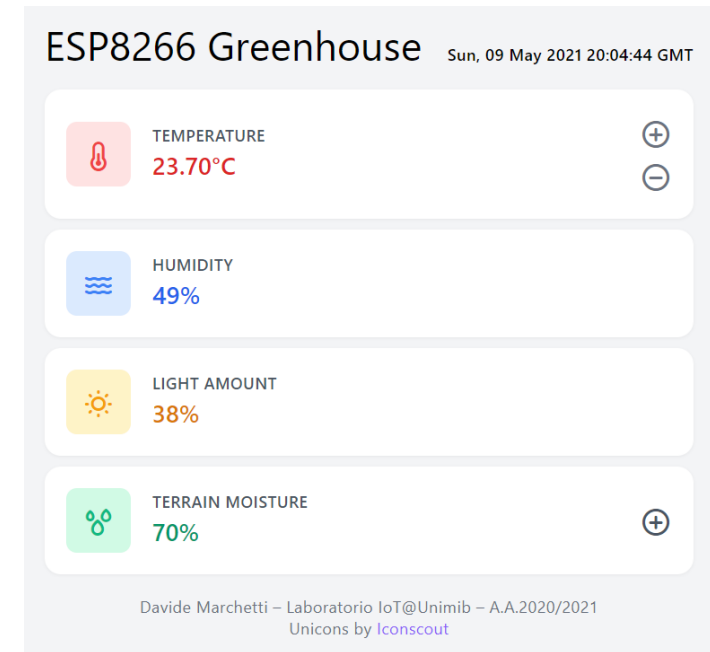 ESP8266 Greenhouse Sun, 09 May 2021 20:04:44 GMT
TEMPERATURE
23.70°C
HUMIDITY
49%
LIGHT AMOUNT
38%
TERRAIN MOISTURE
70%
Davide Marchetti – Laboratorio IoT@Unimib – A.A.2020/2021
Unicons by Iconscout